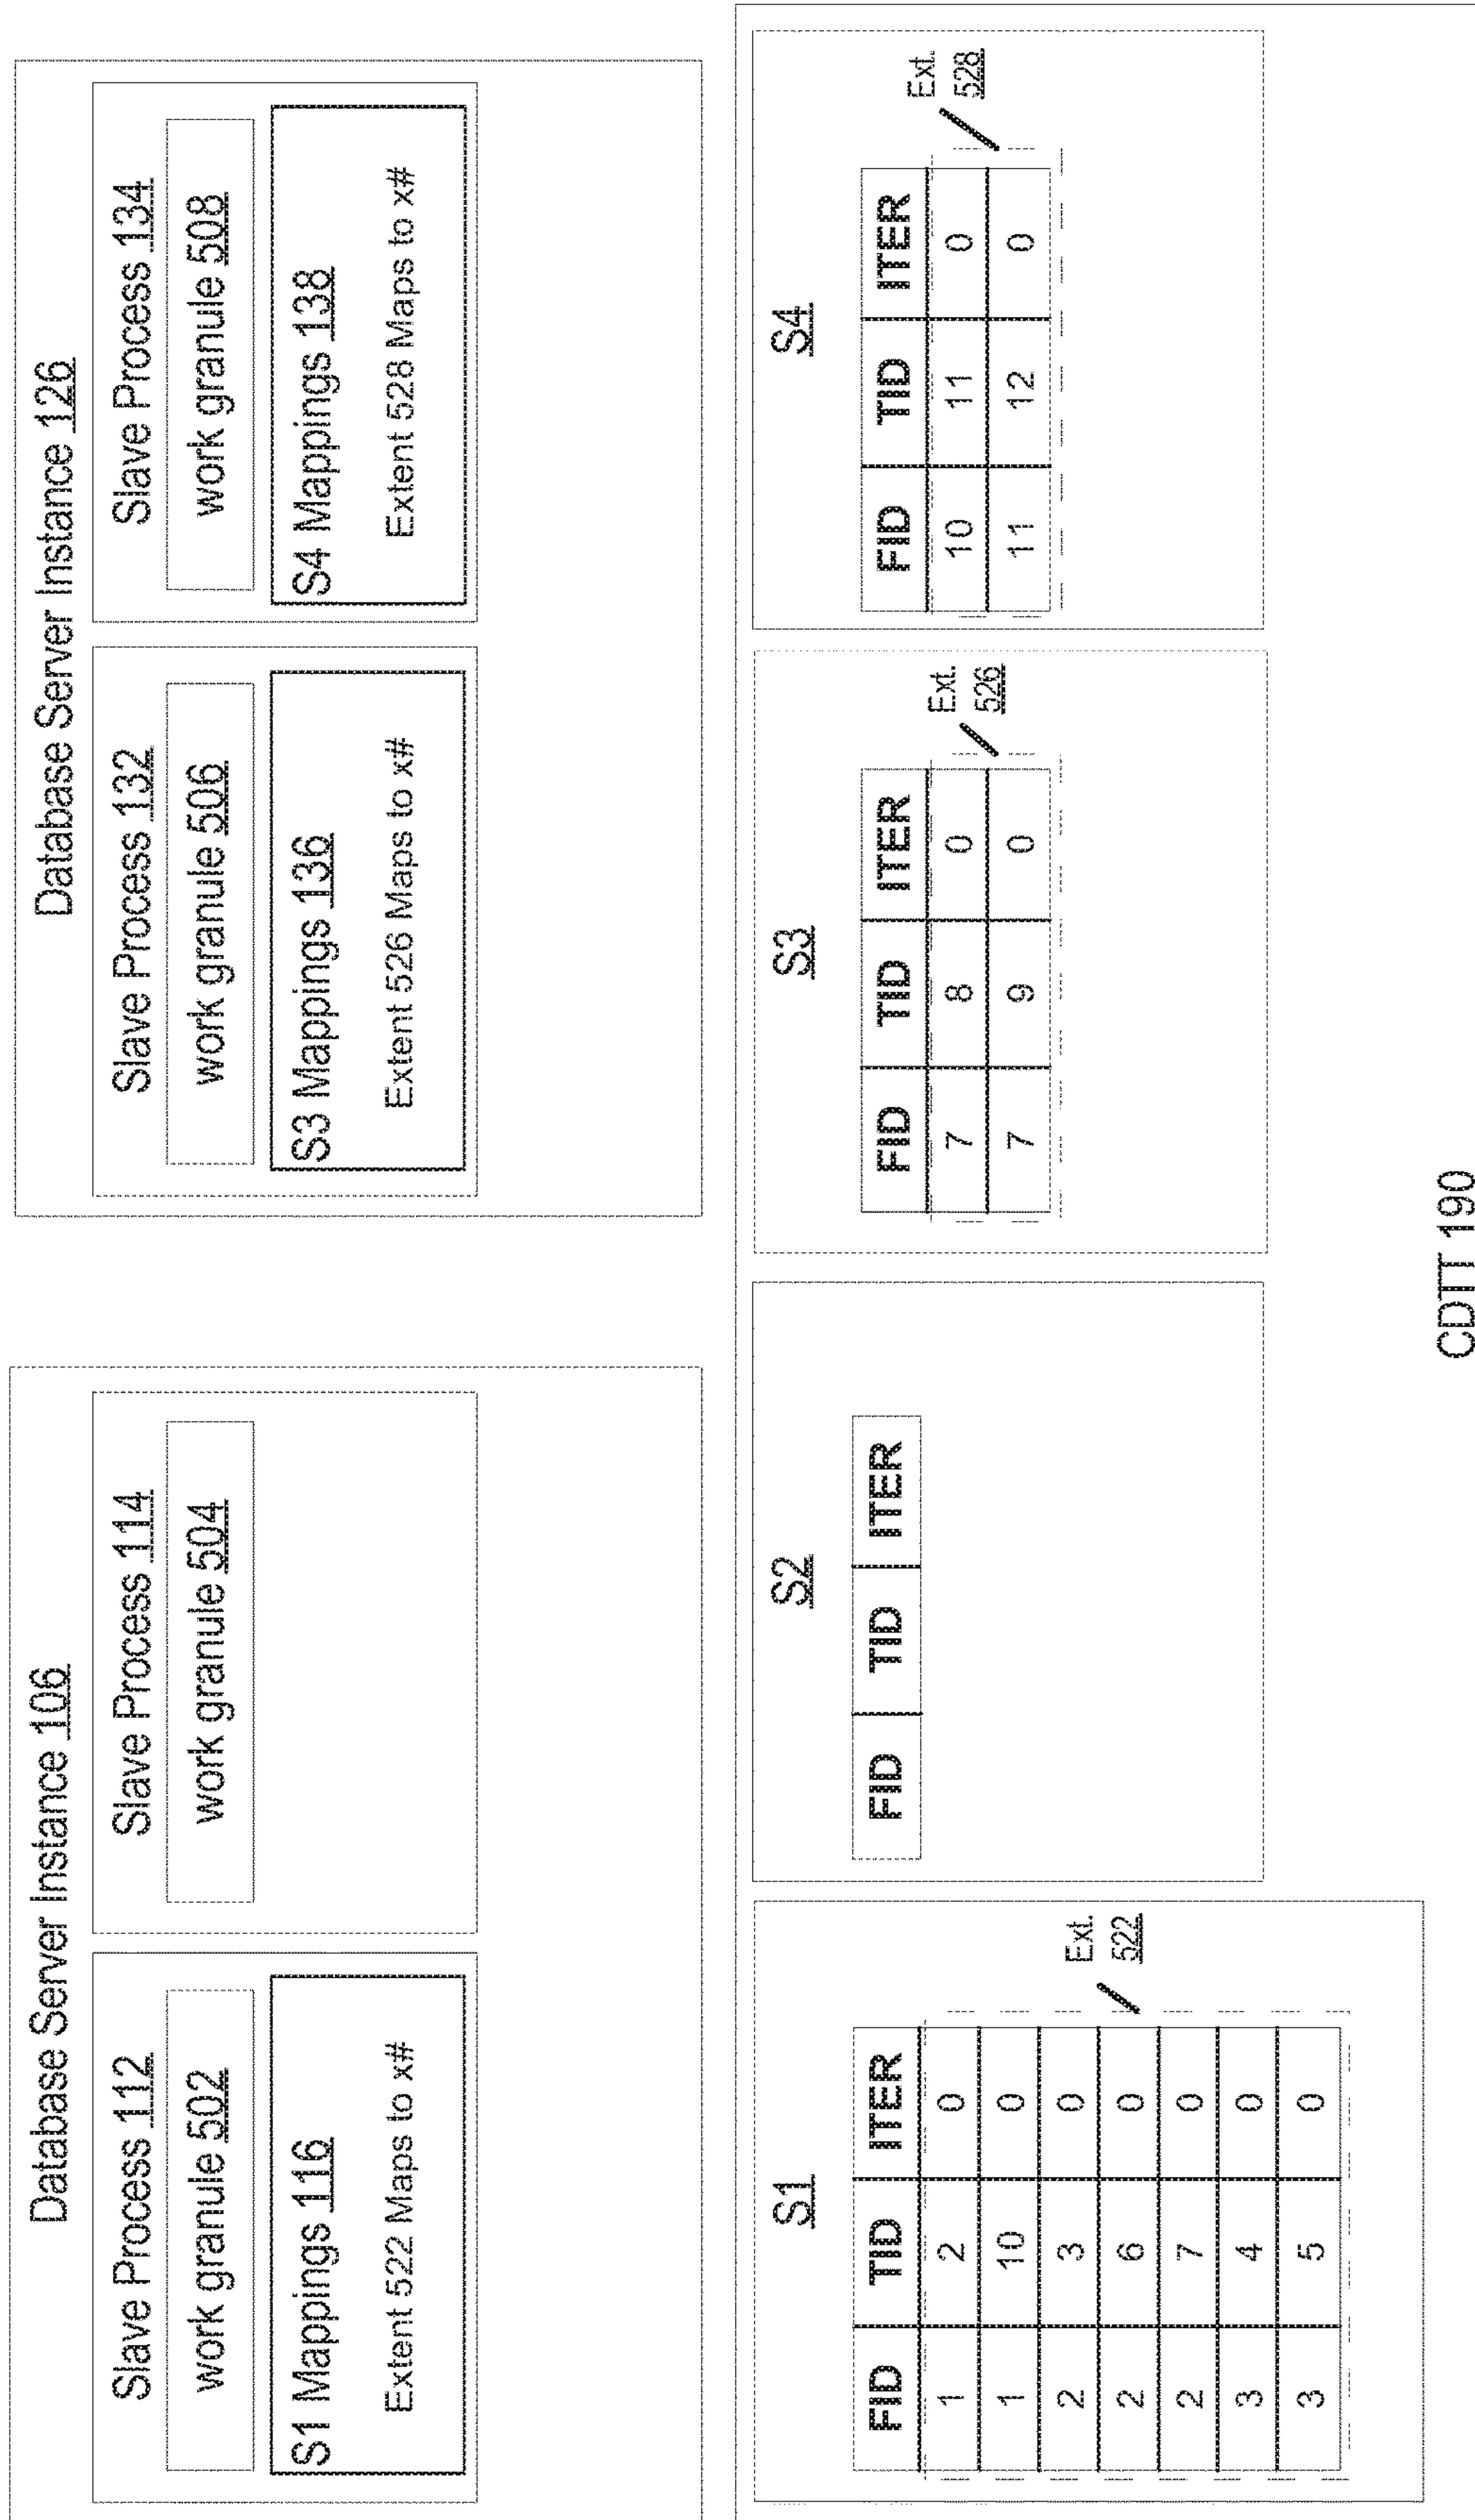 Database Server Instance 106
Slave Process 112
work granule 502
S1 Mappings 116
Extent 522 Maps to x#
Slave Process 114
work granule 504
Database Server Instance 126
Slave Process 132
work granule 506
S3 Mappings 136
Extent 526 Maps to x#
Slave Process 134
work granule 508
S4 Mappings 138
Extent 528 Maps to x#
S1
FID TID ITER
1 2 0
1 10 0
2 3 0
2 6 0
2 7 0
3 4 0
3 5 0
Ext.
522
S2
FID TID ITER
S3
FID TID ITER
7 8 0
7 9 0
Ext.
526
S4
FID TID ITER
10 11 0
11 12 0
Ext.
528
CDTT 190